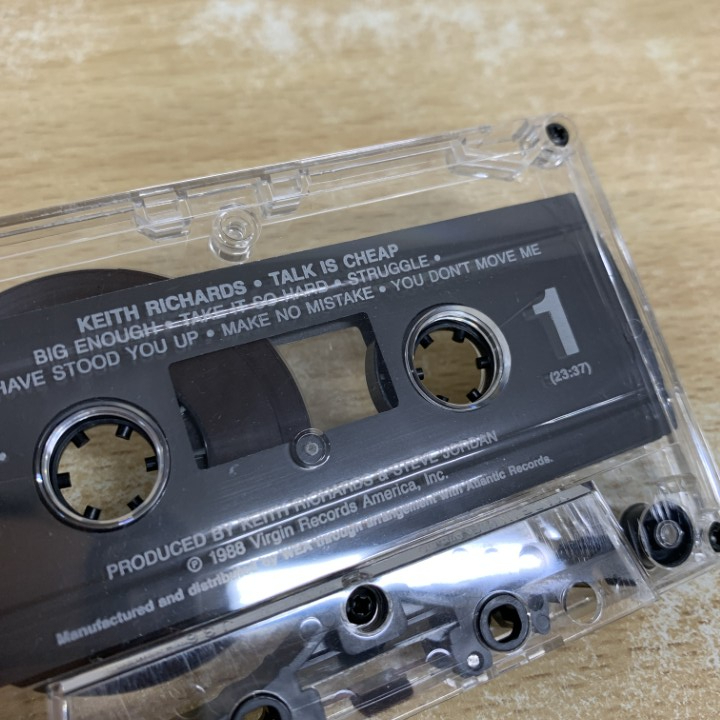 KEITH RICHARDS • TALK IS CHEAP
BIG ENOUGH • TAKE IT SO HARD • STRUGGLE •
HAVE STOOD YOU UP • MAKE NO MISTAKE • YOU DON'T MOVE ME
1
(23:37)
PRODUCED BY KEITH RICHARDS & STEVE JORDAN
℗ 1988 Virgin Records America, Inc.
Manufactured and distributed by WEA through arrangement with Atlantic Records.